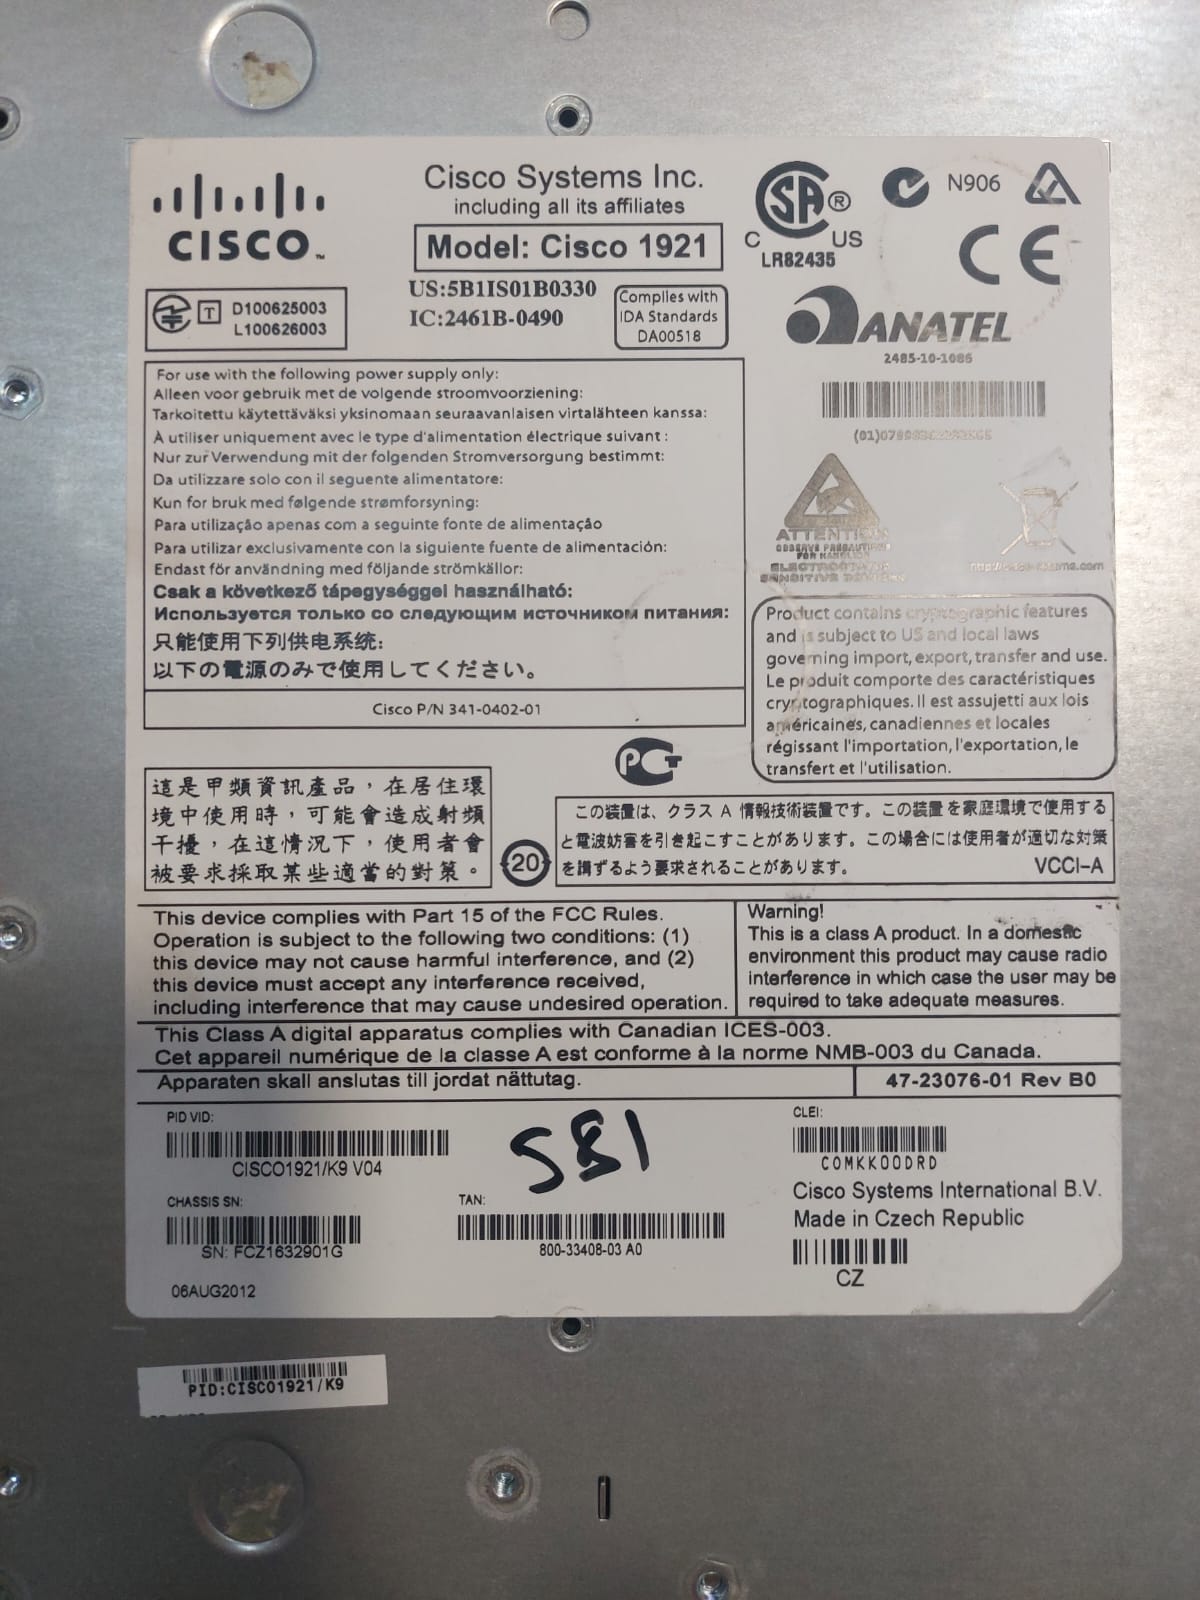 CISCO™
Cisco Systems Inc.
including all its affiliates
Model: Cisco 1921
US:5B1IS01B0330
IC:2461B-0490
Complies with
IDA Standards
DA00518
T
D100625003
L100626003
SA®
C US
LR82435
N906
CE
ANATEL
2485-10-1086
For use with the following power supply only:
Alleen voor gebruik met de volgende stroomvoorziening:
Tarkoitettu käytettäväksi yksinomaan seuraavanlaisen virtalähteen kanssa:
À utiliser uniquement avec le type d'alimentation électrique suivant :
Nur zur Verwendung mit der folgenden Stromversorgung bestimmt:
Da utilizzare solo con il seguente alimentatore:
Kun for bruk med følgende strømforsyning:
Para utilização apenas com a seguinte fonte de alimentação
Para utilizar exclusivamente con la siguiente fuente de alimentación:
Endast för användning med följande strömkällor:
Csak a következő tápegységgel használható:
Используется только со следующим источником питания:
只能使用下列供电系统:
以下の電源のみで使用してください。
Cisco P/N 341-0402-01
ATTENTION
OBSERVE PRECAUTIONS
FOR HANDLING
ELECTROSTATIC
SENSITIVE DEVICES
Product contains cryptographic features
and is subject to US and local laws
governing import, export, transfer and use.
Le produit comporte des caractéristiques
cryptographiques. Il est assujetti aux lois
américaines, canadiennes et locales
régissant l'importation, l'exportation, le
transfert et l'utilisation.
這是甲類資訊產品，在居住環
境中使用時，可能會造成射頻
干擾，在這情況下，使用者會
被要求採取某些適當的對策。
20
この装置は、クラス A 情報技術装置です。この装置を家庭環境で使用する
と電波妨害を引き起こすことがあります。この場合には使用者が適切な対策
を講ずるよう要求されることがあります。 VCCI-A
This device complies with Part 15 of the FCC Rules.
Operation is subject to the following two conditions: (1)
this device may not cause harmful interference, and (2)
this device must accept any interference received,
including interference that may cause undesired operation.
Warning!
This is a class A product. In a domestic
environment this product may cause radio
interference in which case the user may be
required to take adequate measures.
This Class A digital apparatus complies with Canadian ICES-003.
Cet appareil numérique de la classe A est conforme à la norme NMB-003 du Canada.
Apparaten skall anslutas till jordat nättutag.
47-23076-01 Rev B0
PID VID:
CISCO1921/K9 V04
581
CLEI:
COMKK00DRD
CHASSIS SN:
SN: FCZ1632901G
TAN:
800-33408-03 A0
Cisco Systems International B.V.
Made in Czech Republic
CZ
06AUG2012
PID:CISCO1921/K9